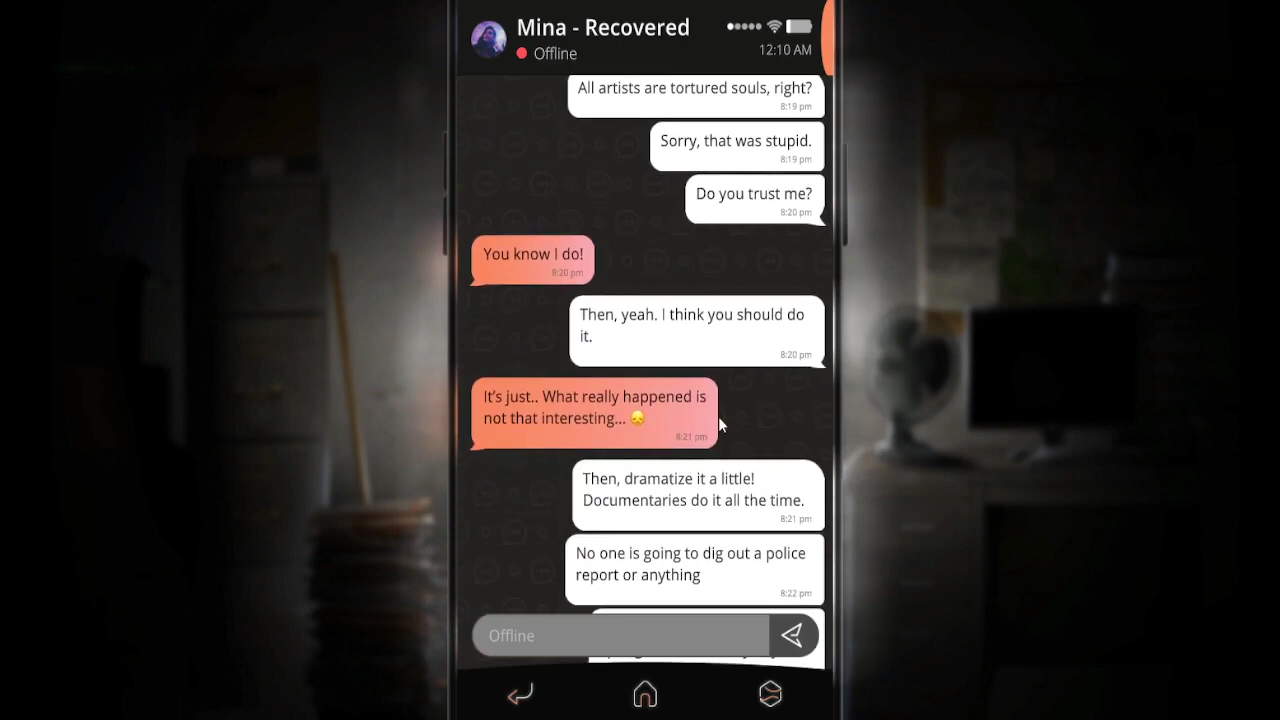 Mina - Recovered
Offline
12:10 AM
All artists are tortured souls, right?
8:19 pm
Sorry, that was stupid.
8:19 pm
Do you trust me?
8:20 pm
You know I do!
8:20 pm
Then, yeah. I think you should do
it.
8:20 pm
It's just.. What really happened is
not that interesting... 😞
8:21 pm
Then, dramatize it a little!
Documentaries do it all the time.
8:21 pm
No one is going to dig out a police
report or anything
8:22 pm
Offline